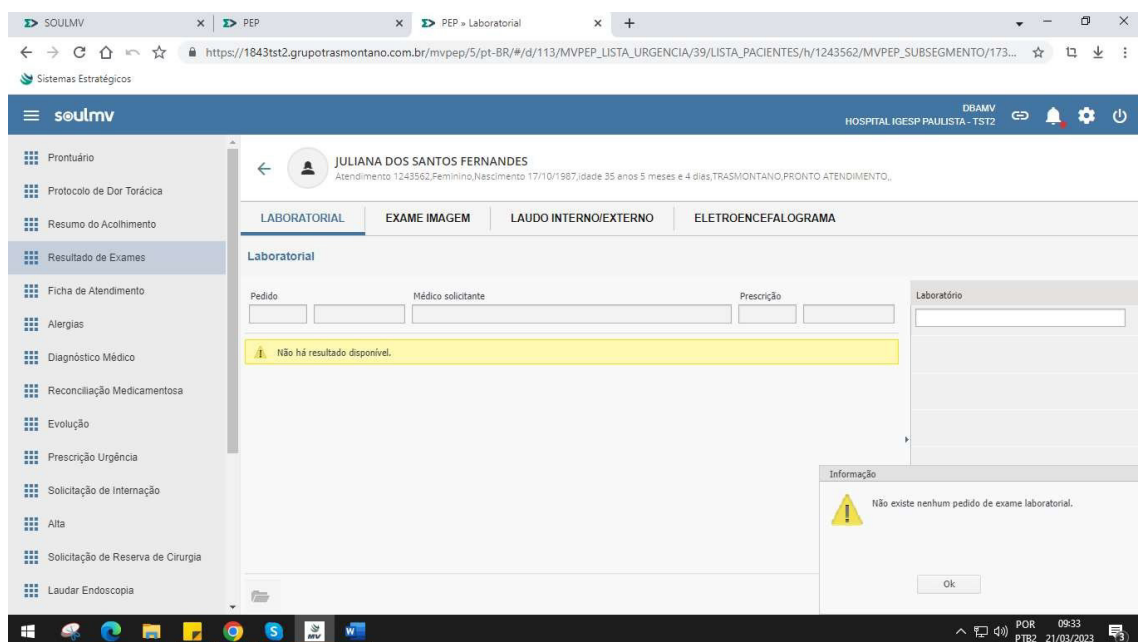 SOULMV
PEP
PEP » Laboratorial
https://1843tst2.grupotrasmontano.com.br/mvpep/5/pt-BR/#/d/113/MVPEP_LISTA_URGENCIA/39/LISTA_PACIENTES/h/1243562/MVPEP_SUBSEGMENTO/173...
Sistemas Estratégicos
soulmv
DBAMV
HOSPITAL IGESP PAULISTA - TST2
Prontuário
Protocolo de Dor Torácica
Resumo do Acolhimento
Resultado de Exames
Ficha de Atendimento
Alergias
Diagnóstico Médico
Reconciliação Medicamentosa
Evolução
Prescrição Urgência
Solicitação de Internação
Alta
Solicitação de Reserva de Cirurgia
Laudar Endoscopia
JULIANA DOS SANTOS FERNANDES
Atendimento 1243562,Feminino,Nascimento 17/10/1987,idade 35 anos 5 meses e 4 dias,TRASMONTANO,PRONTO ATENDIMENTO,,
LABORATORIAL EXAME IMAGEM LAUDO INTERNO/EXTERNO ELETROENCEFALOGRAMA
Laboratorial
Pedido Médico solicitante Prescrição Laboratório
Não há resultado disponível.
Informação
Não existe nenhum pedido de exame laboratorial.
Ok
POR 09:33
PTB2 21/03/2023